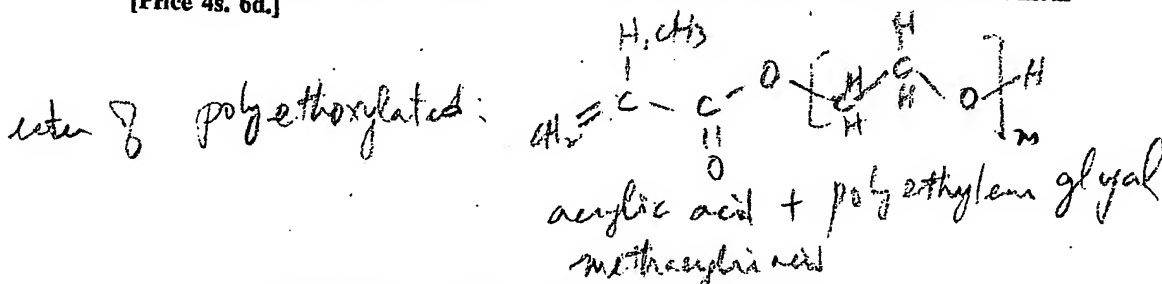 [Price 4s. 6d.]
H, CH3
ester of polyethoxylated: CH2 = C - C - O - [ C - C - O ] H
H H
H H
O
m
acrylic acid + polyethylene glycol
methacrylic acid